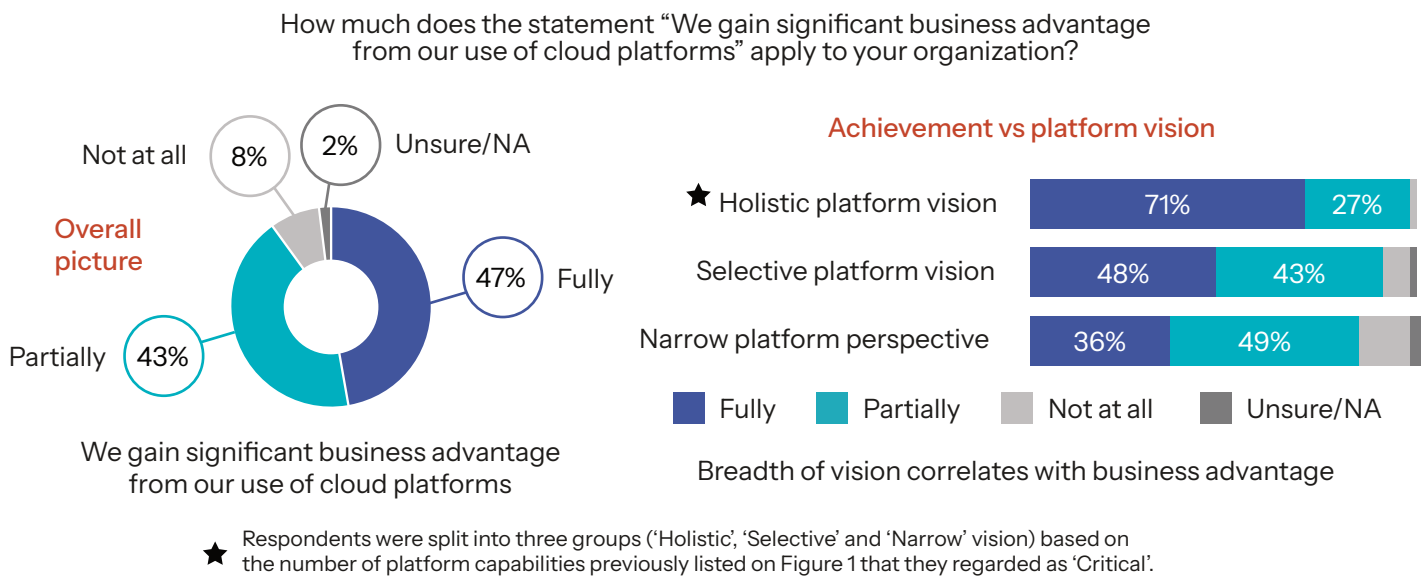 How much does the statement “We gain significant business advantage
from our use of cloud platforms” apply to your organization?
Overall
picture
Not at all
8%
2%
Unsure/NA
47%
Fully
Partially
43%
We gain significant business advantage
from our use of cloud platforms
Achievement vs platform vision
★ Holistic platform vision
71%
27%
Selective platform vision
48%
43%
Narrow platform perspective
36%
49%
Fully
Partially
Not at all
Unsure/NA
Breadth of vision correlates with business advantage
★ Respondents were split into three groups (‘Holistic’, ‘Selective’ and ‘Narrow’ vision) based on
the number of platform capabilities previously listed on Figure 1 that they regarded as ‘Critical’.